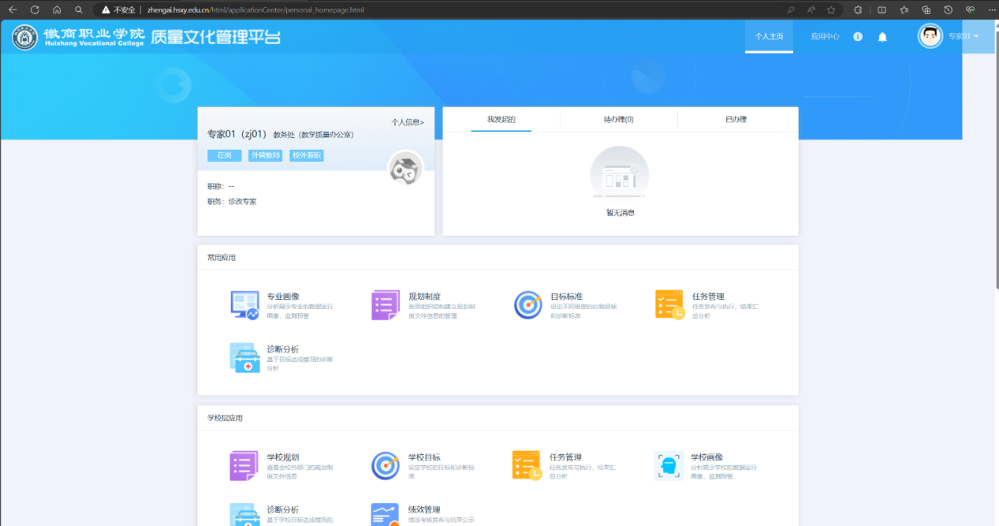 不安全 | zhengai.hsxy.edu.cn/html/applicationCenter/personal_homepage.html
徽商职业学院
Huishang Vocational College
质量文化管理平台
个人主页
应用中心
专家01
个人信息>
专家01（zj01） 教务处（教学质量办公室）
在岗 外聘教师 校外兼职
职称： --
职务：诊改专家
我发起的 待办理(0) 已办理
暂无消息
常用应用
专业画像
分析展示专业的数据运行
画像，监测预警
规划制度
按照组织结构建立规划制
度文件信息的管理
目标标准
设定不同维度的自我目标
和诊断标准
任务管理
任务发布与执行，结果汇
总分析
诊断分析
基于目标达成情况的诊断
分析
学校层应用
学校规划
查看全校各部门的规划制
度文件信息
学校目标
设定学校的目标和诊断标
准
任务管理
任务发布与执行，结果汇
总分析
学校画像
分析展示学校的数据运行
画像，监测预警
诊断分析
基于学校目标达成情况的
绩效管理
绩效考核发布与结果公示